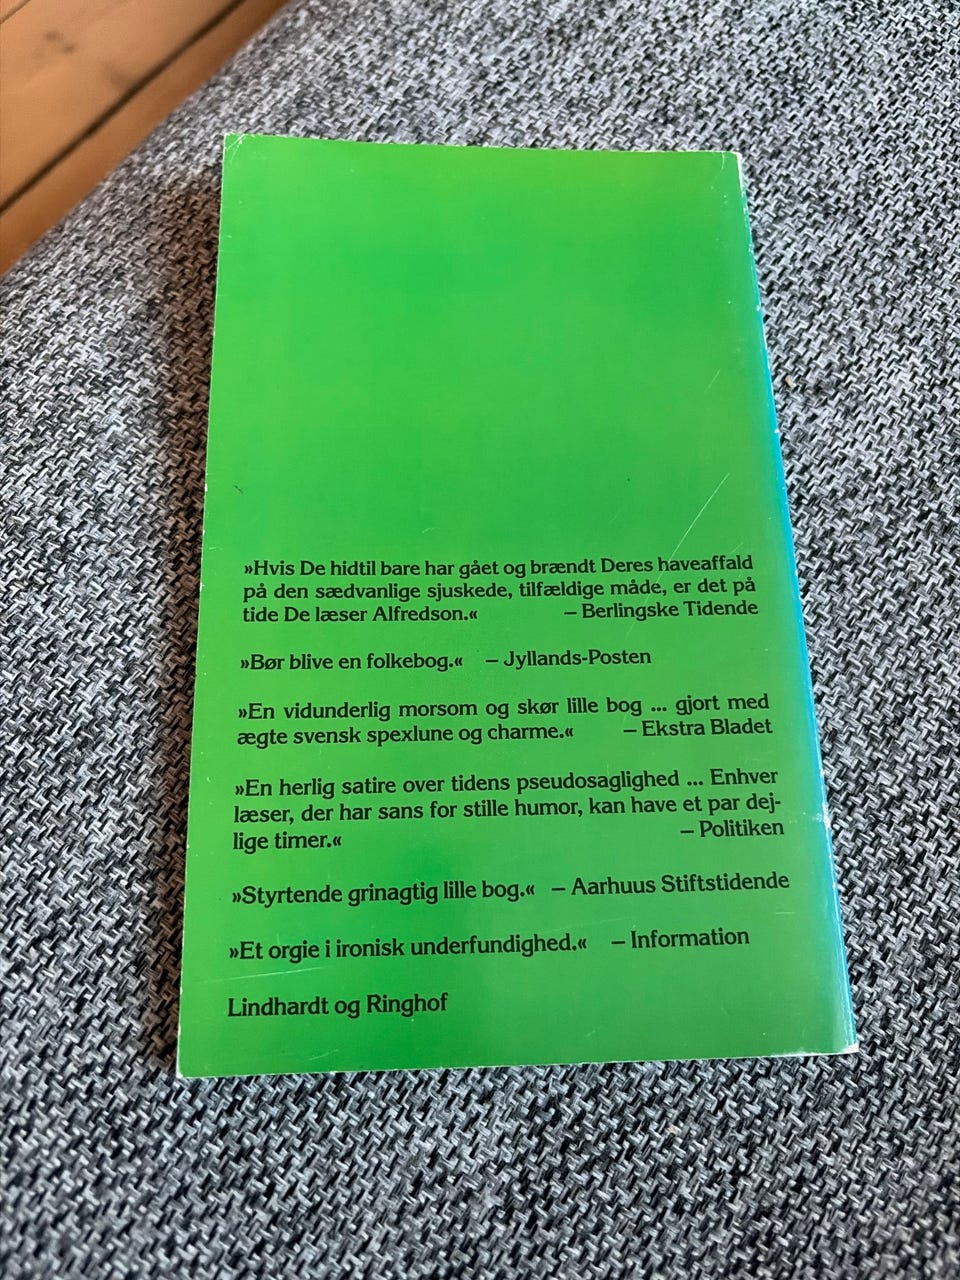 »Hvis De hidtil bare har gået og brændt Deres haveaffald
på den sædvanlige sjuskede, tilfældige måde, er det på
tide De læser Alfredson.« – Berlingske Tidende
»Bør blive en folkebog.« – Jyllands-Posten
»En vidunderlig morsom og skør lille bog ... gjort med
ægte svensk spexlune og charme.« – Ekstra Bladet
»En herlig satire over tidens pseudosaglighed ... Enhver
læser, der har sans for stille humor, kan have et par dej-
lige timer.« – Politiken
»Styrtende grinagtig lille bog.« – Aarhuus Stiftstidende
»Et orgie i ironisk underfundighed.« – Information
Lindhardt og Ringhof